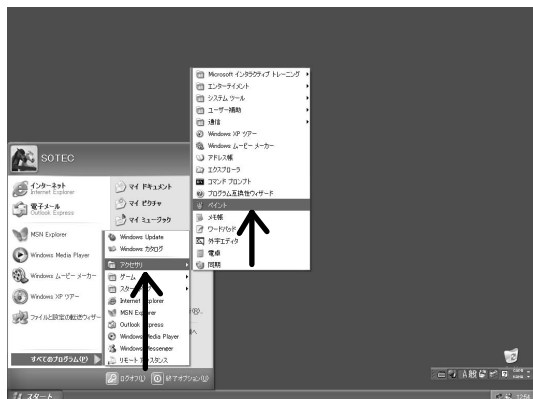 SOTEC
インターネット
Internet Explorer
電子メール
Outlook Express
MSN Explorer
Windows Media Player
Windows ムービー メーカー
Windows XP ツアー
ファイルと設定の転送ウィザー
すべてのプログラム(P)
マイ ドキュメント
マイ ピクチャ
マイ ミュージック
ログオフ(L)
終了オプション(U)
Windows Update
Windows カタログ
アクセサリ
ゲーム
Internet Explorer
MSN Explorer
Outlook Express
Windows Media Player
Windows Messenger
リモート アシスタンス
Microsoft インタラクティブ トレーニング
エンターテイメント
システム ツール
ユーザー補助
通信
Windows XP ツアー
Windows ムービー メーカー
アドレス帳
エクスプローラ
コマンド プロンプト
プログラム互換性ウィザード
ペイント
メモ帳
ワードパッド
外字エディタ
電卓
同期
スタート
A 般
12:54